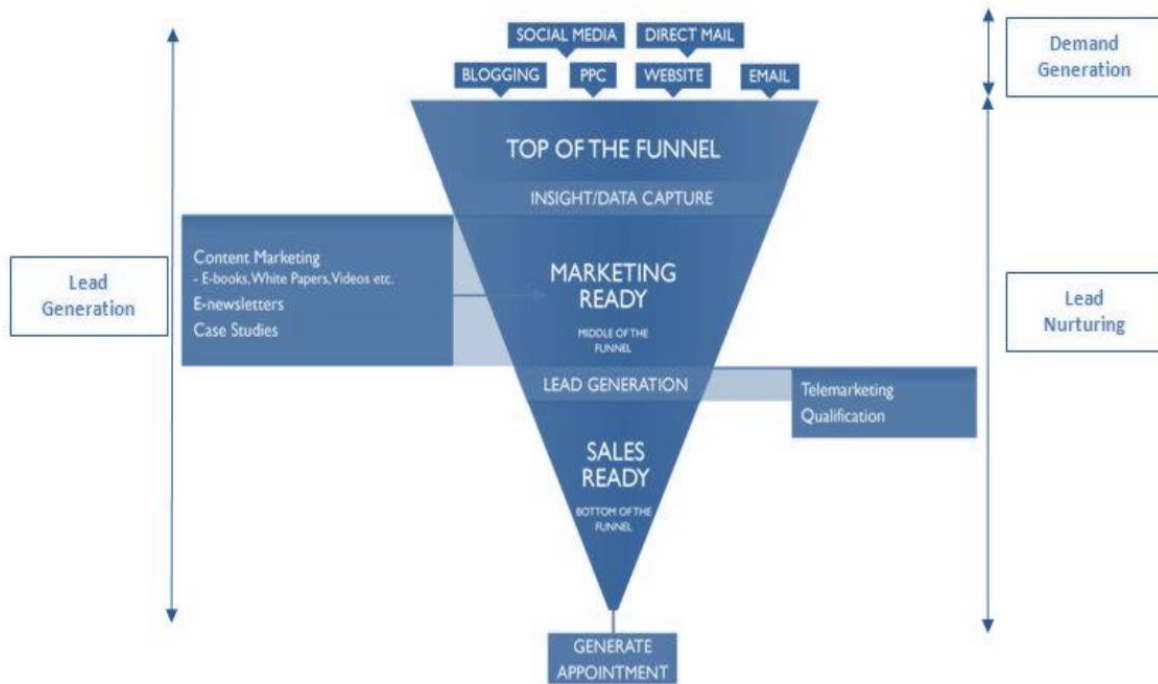 SOCIAL MEDIA
DIRECT MAIL
Demand
Generation
BLOGGING
PPC
WEBSITE
EMAIL
TOP OF THE FUNNEL
INSIGHT/DATA CAPTURE
Lead
Generation
Content Marketing
- E-books, White Papers, Videos etc.
E-newsletters
Case Studies
MARKETING
READY
MIDDLE OF THE
FUNNEL
Lead
Nurturing
LEAD GENERATION
Telemarketing
Qualification
SALES
READY
BOTTOM OF THE
FUNNEL
GENERATE
APPOINTMENT